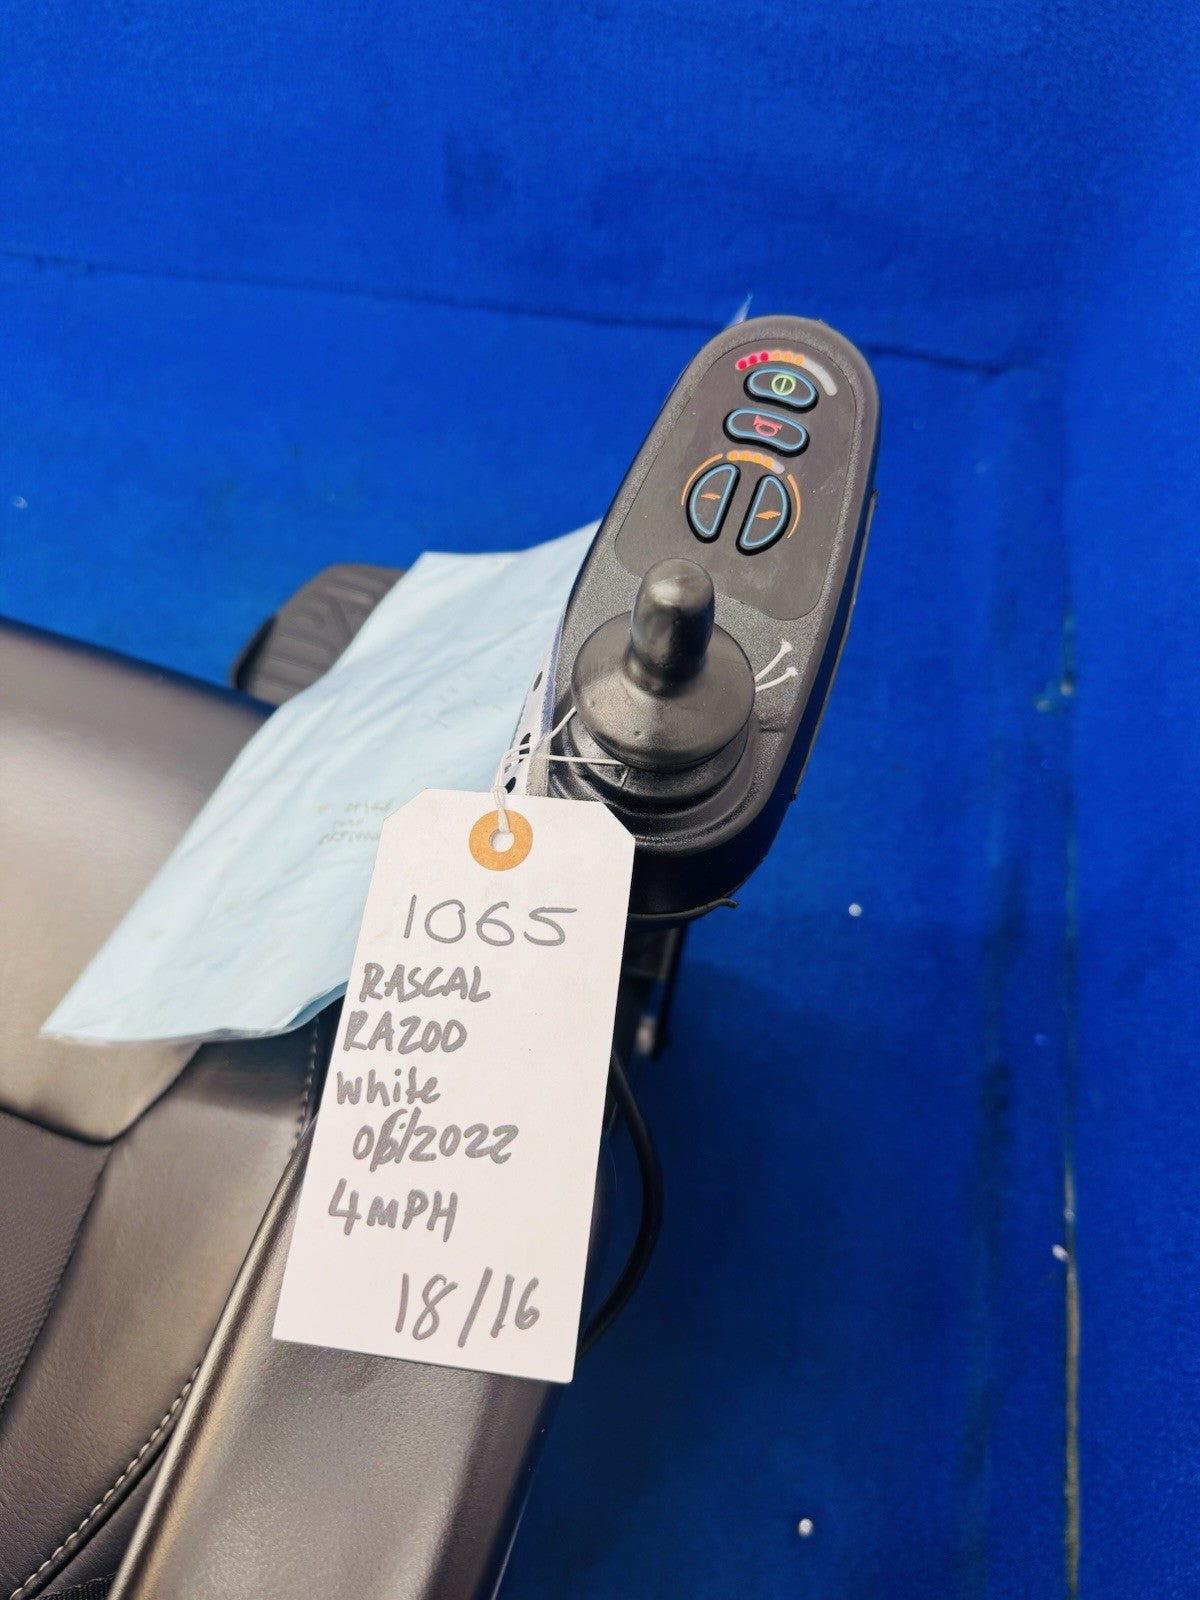 1065
RASCAL
RAZOO
White
06/2022
4MPH
18/16